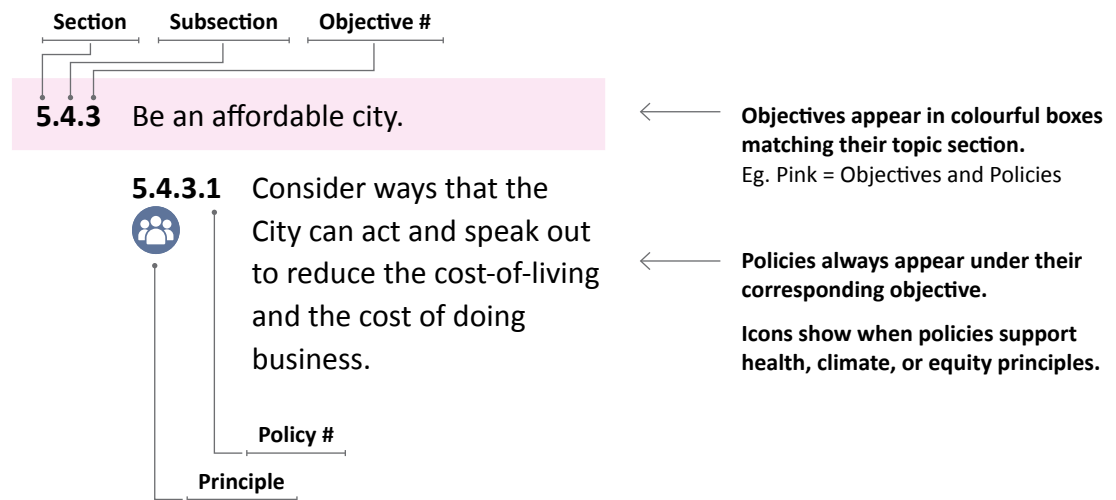 Section Subsection Objective #
5.4.3 Be an affordable city.
Objectives appear in colourful boxes
matching their topic section.
Eg. Pink = Objectives and Policies
5.4.3.1 Consider ways that the
City can act and speak out
to reduce the cost-of-living
and the cost of doing
business.
Policies always appear under their
corresponding objective.
Icons show when policies support
health, climate, or equity principles.
Policy #
Principle